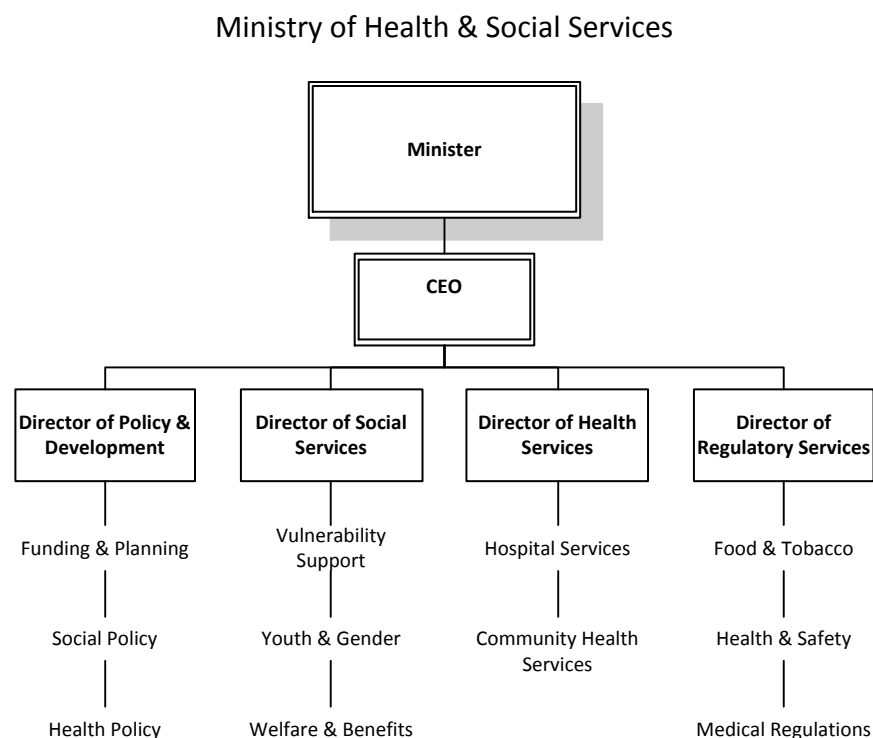 Ministry of Health & Social Services
Minister
CEO
Director of Policy &
Development
Director of Social
Services
Director of Health
Services
Director of
Regulatory Services
Funding & Planning
Vulnerability
Support
Hospital Services
Food & Tobacco
Social Policy
Youth & Gender
Community Health
Services
Health & Safety
Health Policy
Welfare & Benefits
Medical Regulations